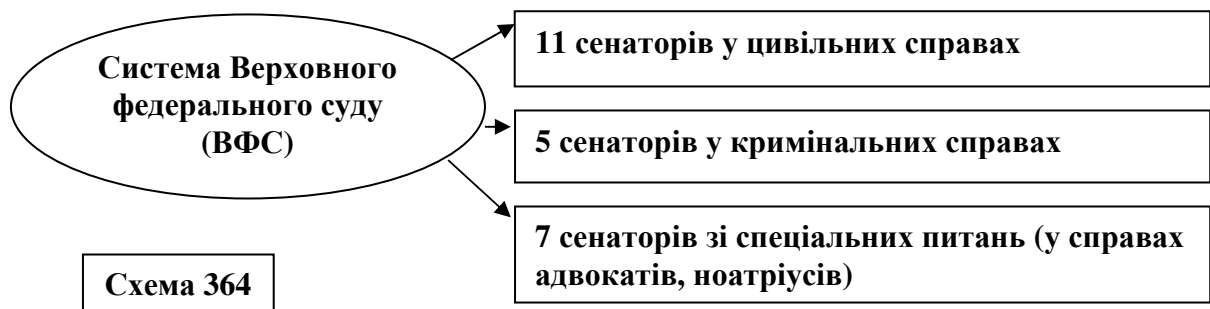 Система Верховного
федерального суду
(ВФС)
11 сенаторів у цивільних справах
5 сенаторів у кримінальних справах
7 сенаторів зі спеціальних питань (у справах
адвокатів, ноатріусів)
Схема 364